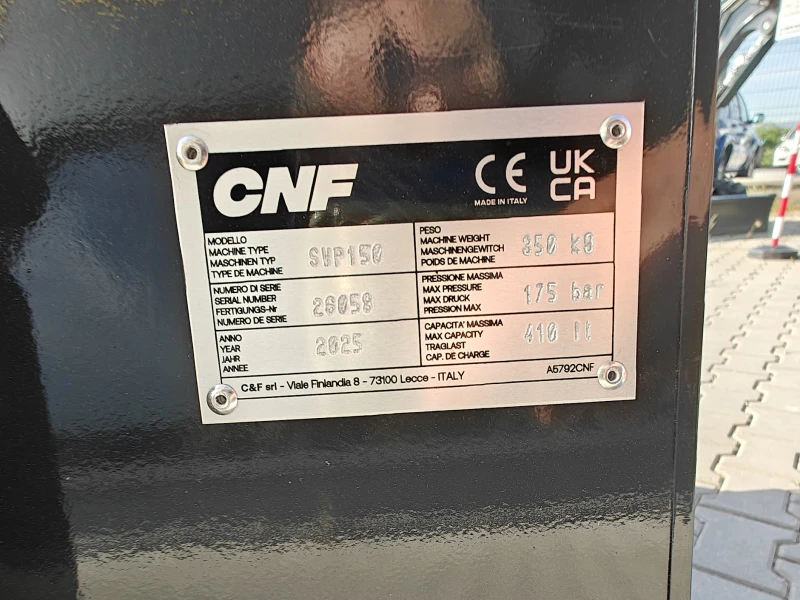 CNF
CE
MADE IN ITALY
UK
CA
MODELLO
MACHINE TYPE
MASCHINEN TYP
TYPE DE MACHINE
SWP150
PESO
MACHINE WEIGHT
MASCHINENGEWITCH
POIDS DE MACHINE
350 kg
NUMERO DI SERIE
SERIAL NUMBER
FERTIGUNGS-Nr
NUMERO DE SERIE
26058
PRESSIONE MASSIMA
MAX PRESSURE
MAX DRUCK
PRESSION MAX
175 bar
ANNO
YEAR
JAHR
ANNEE
2025
CAPACITA' MASSIMA
MAX CAPACITY
TRAGLAST
CAP. DE CHARGE
410 lt
C&F srl - Viale Finlandia 8 - 73100 Lecce - ITALY
A5792CNF